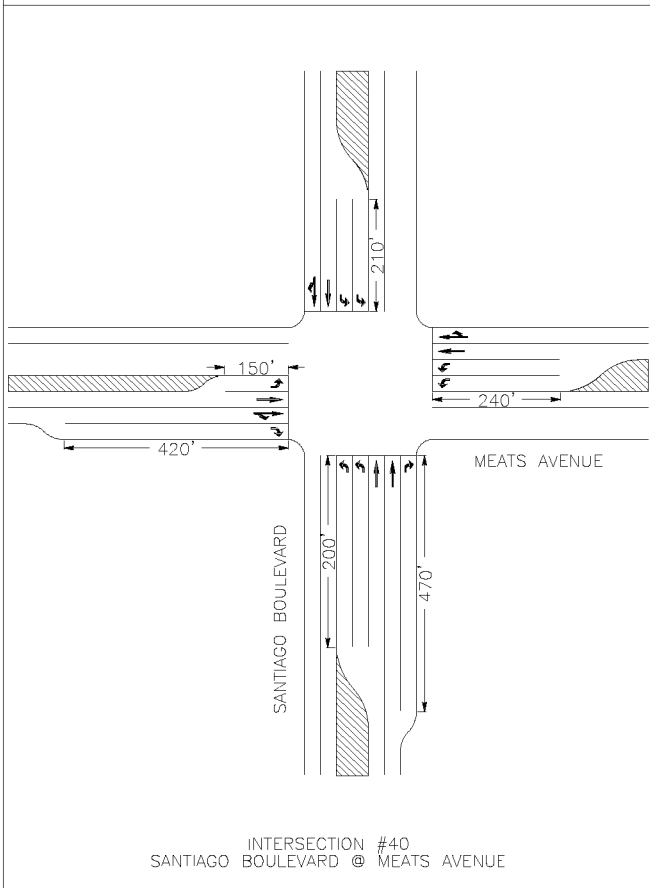 210'
150'
240'
420'
MEATS AVENUE
SANTIAGO BOULEVARD
200'
470'
INTERSECTION #40
SANTIAGO BOULEVARD @ MEATS AVENUE